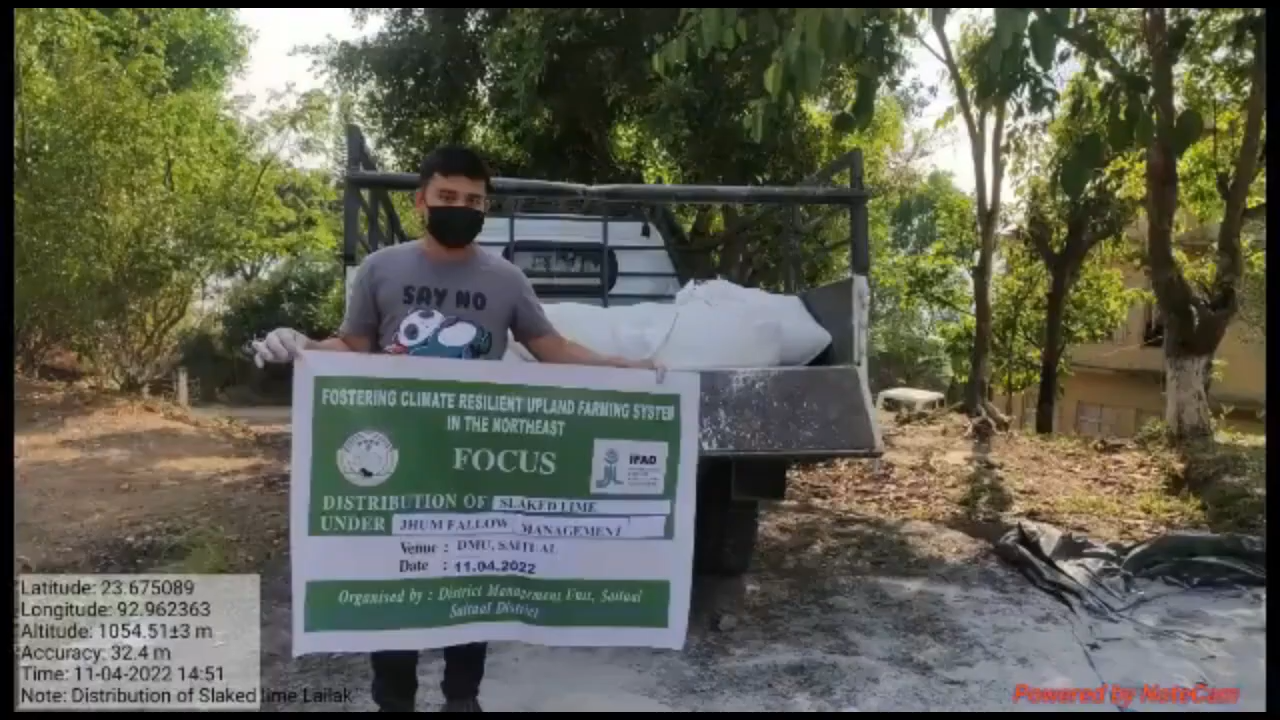 SAY NO
FOSTERING CLIMATE RESILIENT UPLAND FARMING SYSTEM
IN THE NORTHEAST
FOCUS
IFAD
DISTRIBUTION OF SLAKED LIME
UNDER JHUM FALLOW MANAGEMENT
Venue : DMU, SAITUAL
Date : 11.04.2022
Organised by : District Management Unit, Saitual
Saitual District
Latitude: 23.675089
Longitude: 92.962363
Altitude: 1054.51±3 m
Accuracy: 32.4 m
Time: 11-04-2022 14:51
Note: Distribution of Slaked lime Lailak
Powered by NoteCam